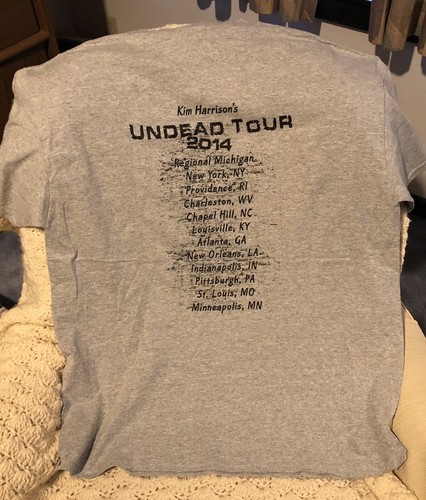 Kim Harrison's
UNDEAD TOUR
2014
Regional Michigan
New York, NY
Providence, RI
Charleston, WV
Chapel Hill, NC
Louisville, KY
Atlanta, GA
New Orleans, LA
Indianapolis, IN
Pittsburgh, PA
St. Louis, MO
Minneapolis, MN